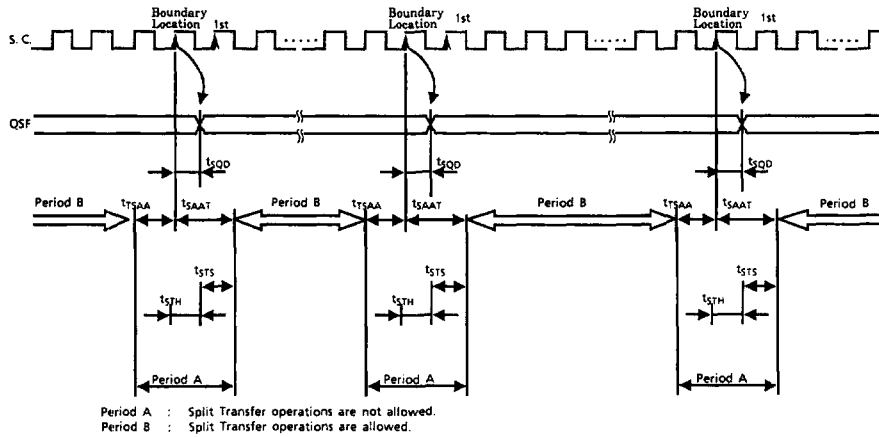 Boundary Location 1st Boundary Location 1st Boundary Location 1st
S. C.
QSF
tSQD tSQD tSQD
Period B tTSAA tSAAT Period B tTSAA tSAAT Period B tTSAA tSAAT Period B
tSTS tSTS tSTS
tSTH tSTH tSTH
Period A Period A Period A
Period A : Split Transfer operations are not allowed.
Period B : Split Transfer operations are allowed.